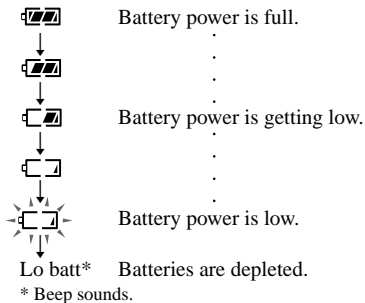 Battery power is full.
Battery power is getting low.
Battery power is low.
Lo batt* Batteries are depleted.
* Beep sounds.